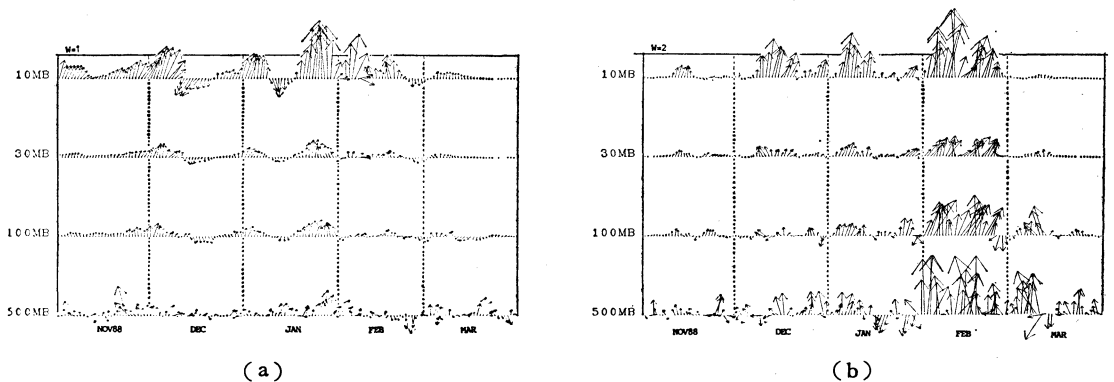 W=1
10MB
30MB
100MB
500MB
NOV88 DEC JAN FEB MAR
(a)
W=2
10MB
30MB
100MB
500MB
NOV88 DEC JAN FEB MAR
(b)